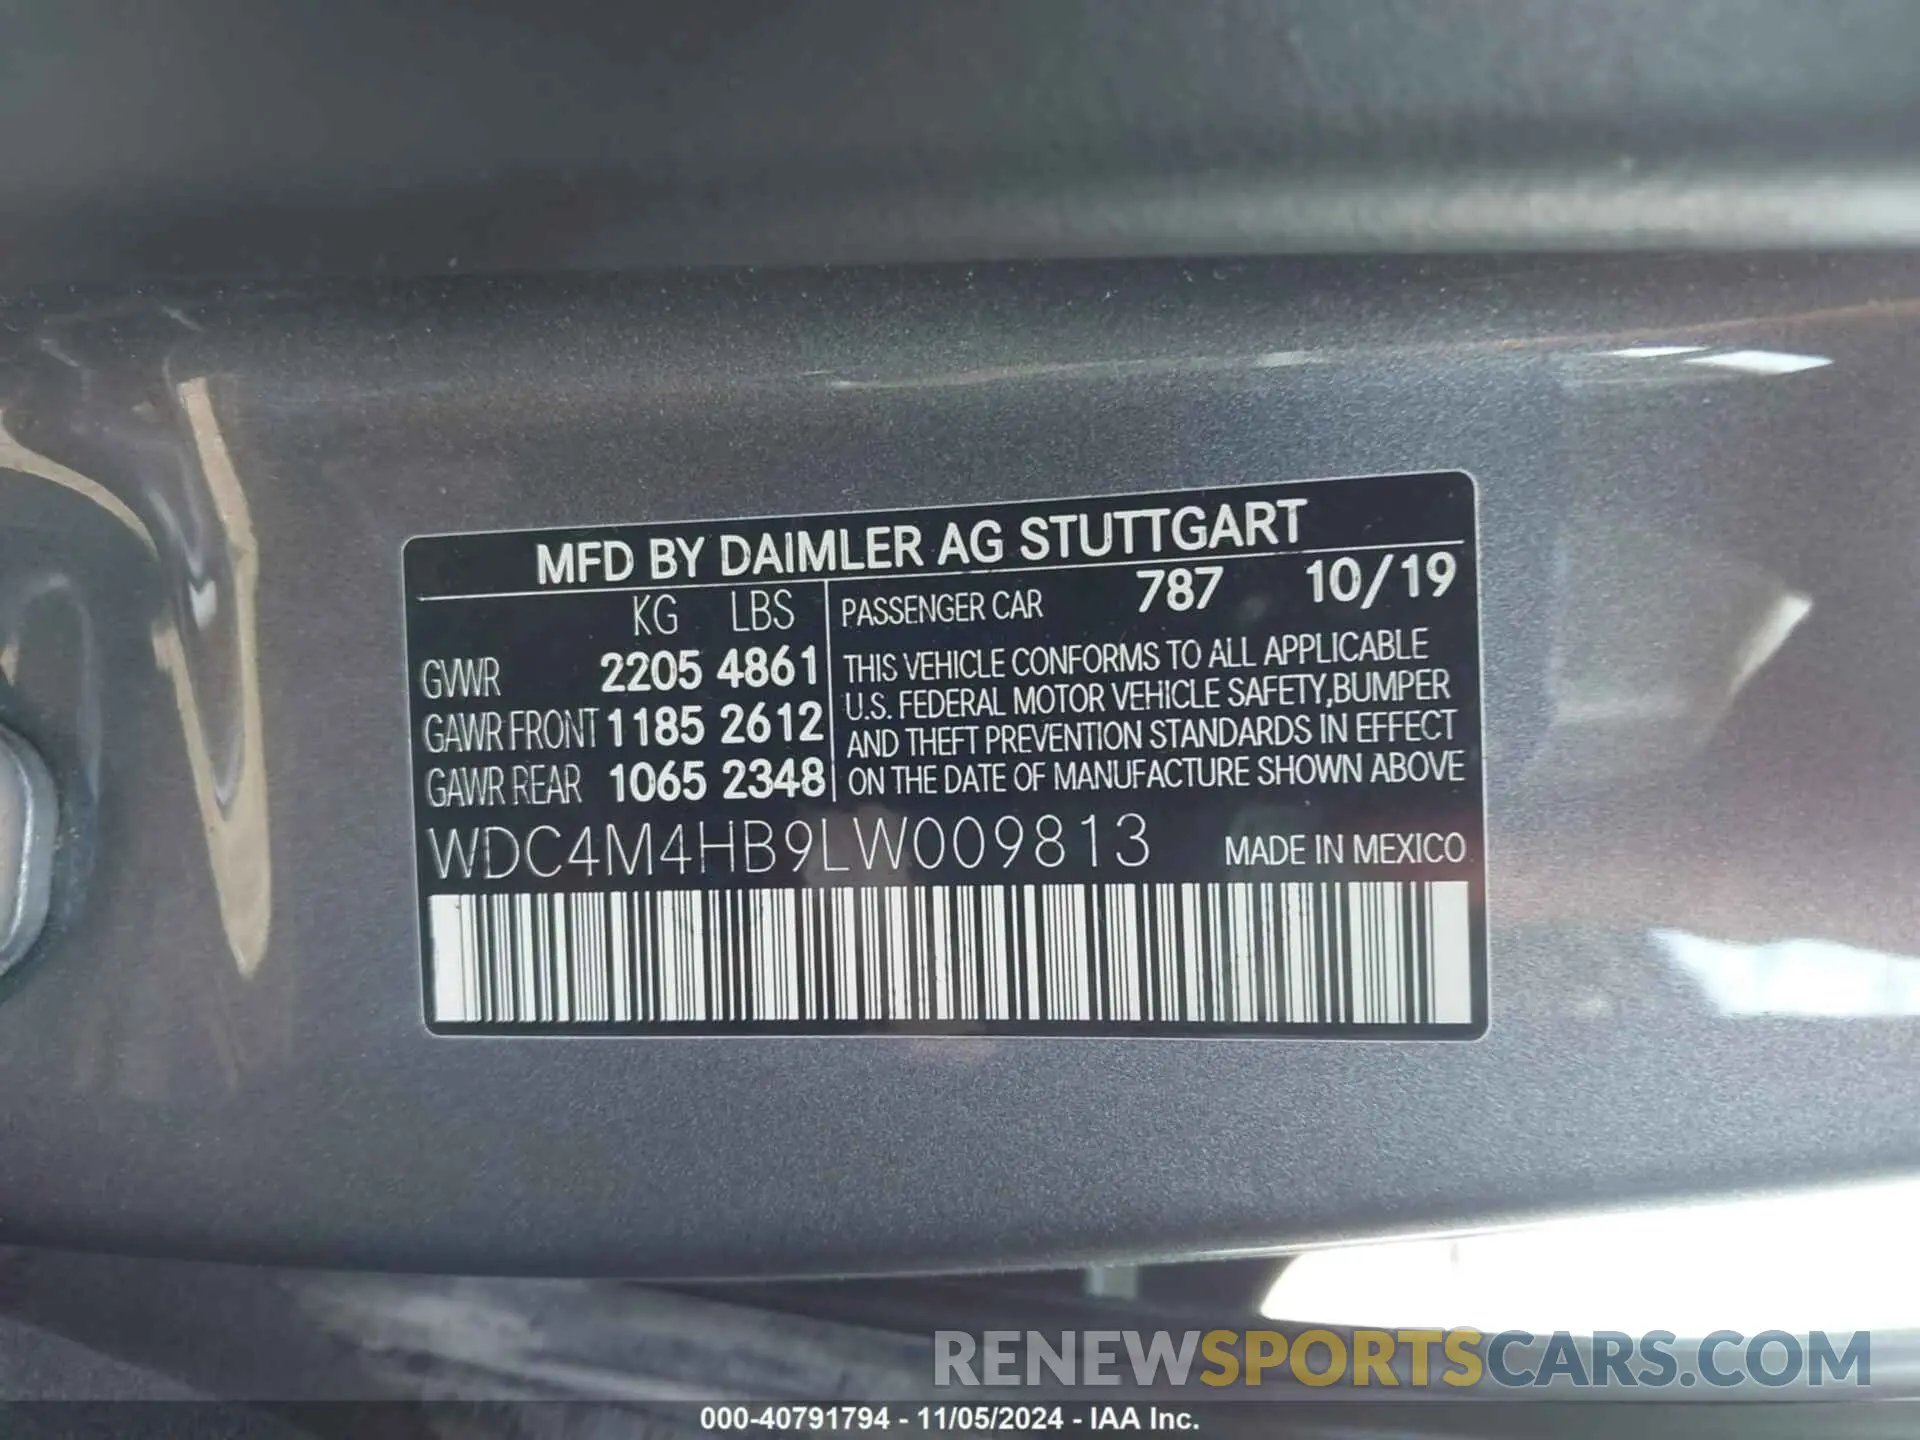 MFD BY DAIMLER AG STUTTGART
KG LBS
GVWR 2205 4861
GAWR FRONT 1185 2612
GAWR REAR 1065 2348
PASSENGER CAR 787 10/19
THIS VEHICLE CONFORMS TO ALL APPLICABLE
U.S. FEDERAL MOTOR VEHICLE SAFETY,BUMPER
AND THEFT PREVENTION STANDARDS IN EFFECT
ON THE DATE OF MANUFACTURE SHOWN ABOVE
WDC4M4HB9LW009813 MADE IN MEXICO
RENEWSPORTSCARS.COM
000-40791794 - 11/05/2024 - IAA Inc.